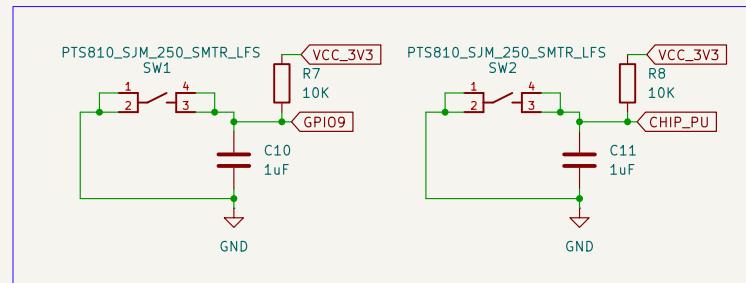 PTS810_SJM_250_SMTR_LFS
SW1
VCC_3V3
R7
10K
1
2
4
3
GPIO9
C10
1uF
GND
PTS810_SJM_250_SMTR_LFS
SW2
VCC_3V3
R8
10K
1
2
4
3
CHIP_PU
C11
1uF
GND